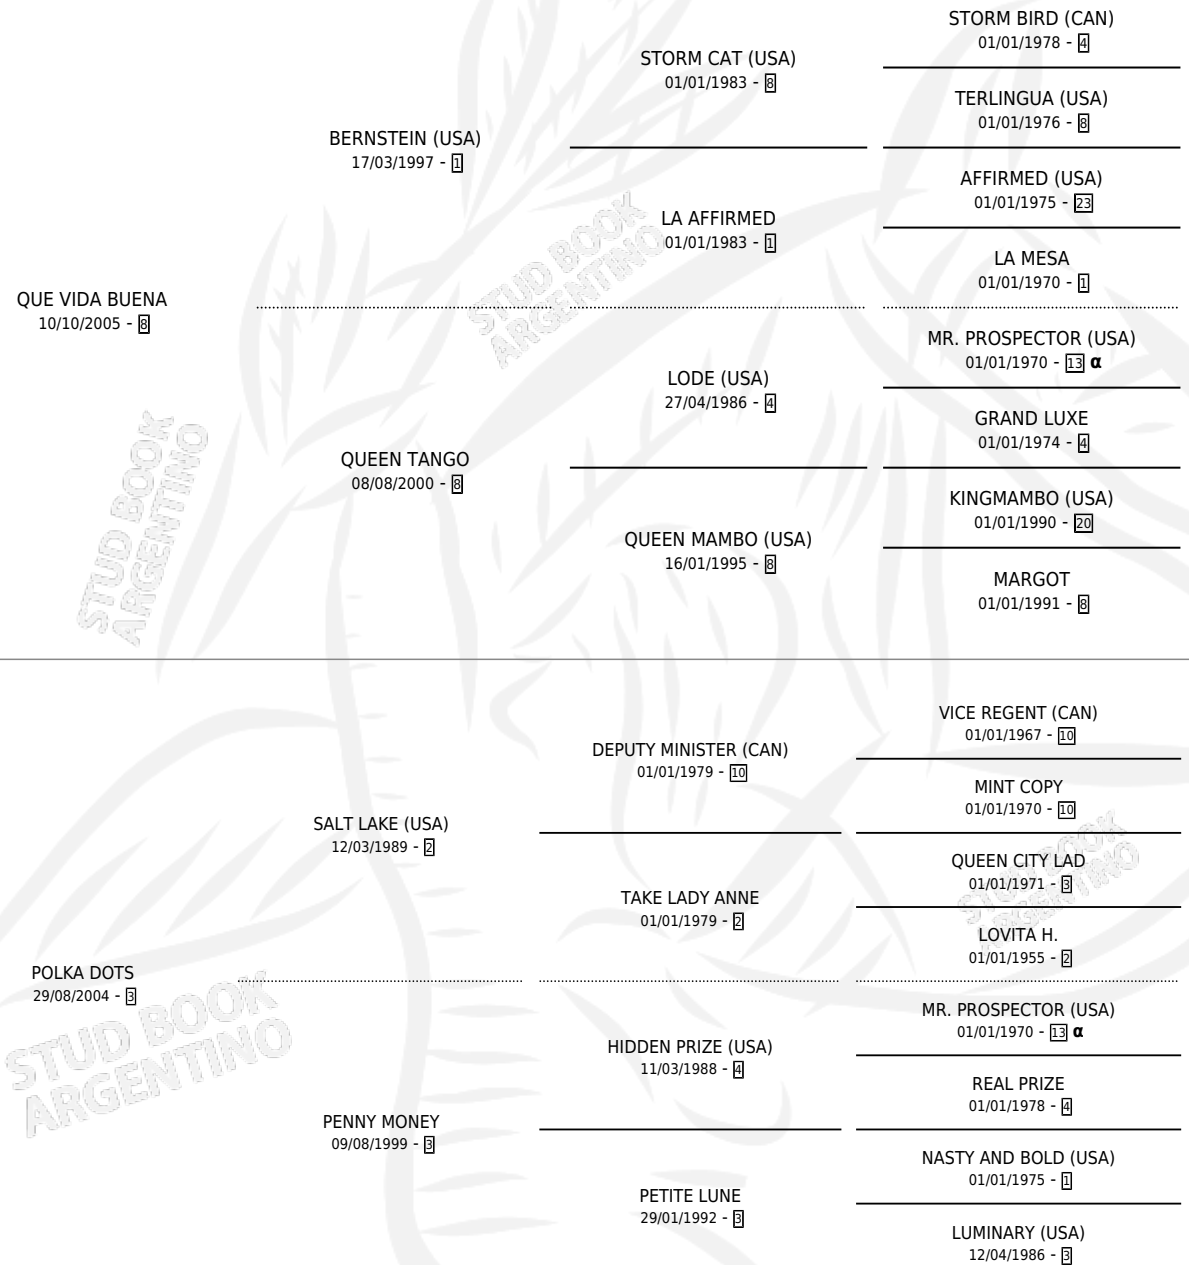 STORM BIRD (CAN)
01/01/1978 - 4
STORM CAT (USA)
01/01/1983 - 8
TERLINGUA (USA)
01/01/1976 - 8
BERNSTEIN (USA)
17/03/1997 - 1
AFFIRMED (USA)
01/01/1975 - 23
LA AFFIRMED
01/01/1983 - 1
LA MESA
01/01/1970 - 1
QUE VIDA BUENA
10/10/2005 - 8
MR. PROSPECTOR (USA)
01/01/1970 - 13 α
LODE (USA)
27/04/1986 - 4
GRAND LUXE
01/01/1974 - 4
QUEEN TANGO
08/08/2000 - 8
KINGMAMBO (USA)
01/01/1990 - 20
QUEEN MAMBO (USA)
16/01/1995 - 8
MARGOT
01/01/1991 - 8
VICE REGENT (CAN)
01/01/1967 - 10
DEPUTY MINISTER (CAN)
01/01/1979 - 10
MINT COPY
01/01/1970 - 10
SALT LAKE (USA)
12/03/1989 - 2
QUEEN CITY LAD
01/01/1971 - 3
TAKE LADY ANNE
01/01/1979 - 2
LOVITA H.
01/01/1955 - 2
POLKA DOTS
29/08/2004 - 3
MR. PROSPECTOR (USA)
01/01/1970 - 13 α
HIDDEN PRIZE (USA)
11/03/1988 - 4
REAL PRIZE
01/01/1978 - 4
PENNY MONEY
09/08/1999 - 3
NASTY AND BOLD (USA)
01/01/1975 - 1
PETITE LUNE
29/01/1992 - 3
LUMINARY (USA)
12/04/1986 - 3
STUD BOOK
ARGENTINO
STUD BOOK
ARGENTINO
STUD BOOK
ARGENTINO
STUD BOOK
ARGENTINO